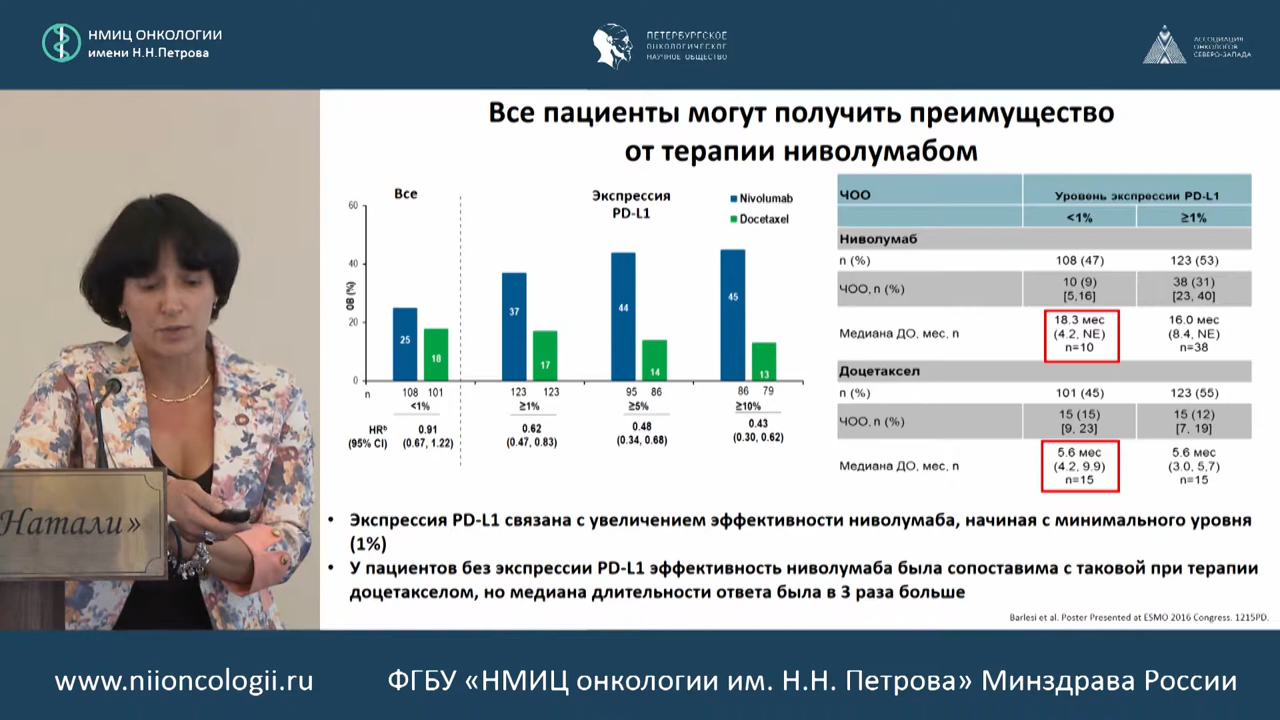 НМИЦ ОНКОЛОГИИ
имени Н.Н.Петрова
ПЕТЕРБУРГСКОЕ
ОНКОЛОГИЧЕСКОЕ
НАУЧНОЕ ОБЩЕСТВО
АССОЦИАЦИЯ
ОНКОЛОГОВ
СЕВЕРО-ЗАПАДА
Все пациенты могут получить преимущество
от терапии ниволумабом
Все
Экспрессия
PD-L1
Nivolumab
Docetaxel
ОВ (%)
60
40
20
0
25 18 37 17 44 14 45 13
n 108 101 123 123 95 86 86 79
<1% ≥1% ≥5% ≥10%
HRᵇ 0.91 0.62 0.48 0.43
(95% CI) (0.67, 1.22) (0.47, 0.83) (0.34, 0.68) (0.30, 0.62)
ЧОО Уровень экспрессии PD-L1
<1% ≥1%
Ниволумаб
n (%) 108 (47) 123 (53)
ЧОО, n (%) 10 (9) 38 (31)
[5,16] [23, 40]
Медиана ДО, мес, n 18.3 мес 16.0 мес
(4.2, NE) (8.4, NE)
n=10 n=38
Доцетаксел
n (%) 101 (45) 123 (55)
ЧОО, n (%) 15 (15) 15 (12)
[9, 23] [7, 19]
Медиана ДО, мес, n 5.6 мес 5.6 мес
(4.2, 9.9) (3.0, 5,7)
n=15 n=15
• Экспрессия PD-L1 связана с увеличением эффективности ниволумаба, начиная с минимального уровня
(1%)
• У пациентов без экспрессии PD-L1 эффективность ниволумаба была сопоставима с таковой при терапии
доцетакселом, но медиана длительности ответа была в 3 раза больше
Barlesi et al. Poster Presented at ESMO 2016 Congress. 1215PD.
Натали»
www.niioncologii.ru
ФГБУ «НМИЦ онкологии им. Н.Н. Петрова» Минздрава России